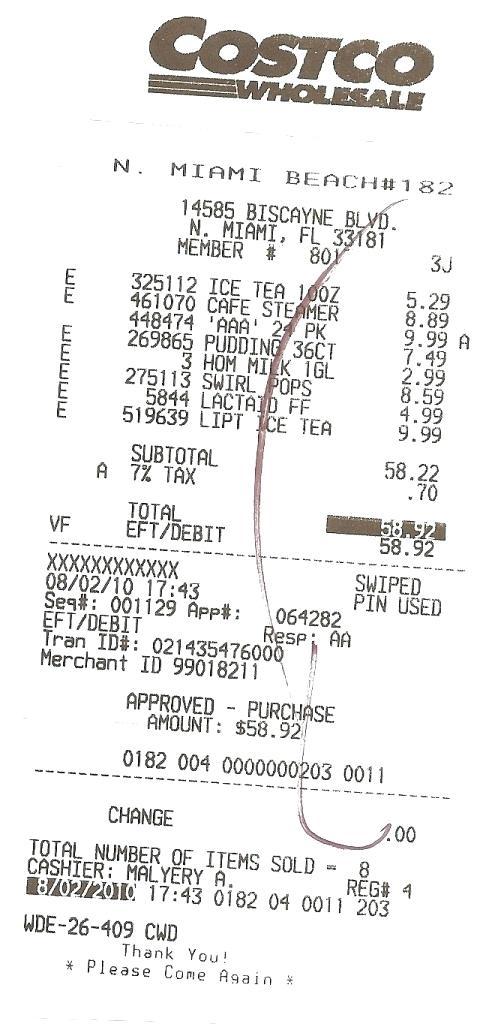 COSTCO
WHOLESALE
N. MIAMI BEACH#182
14585 BISCAYNE BLVD.
N. MIAMI, FL 33181
MEMBER # 801
3J
E 325112 ICE TEA 10OZ 5.29
E 461070 CAFE STEAMER 8.89
448474 'AAA' 24 PK 9.99 A
E 269865 PUDDING 36CT 7.49
E 3 HOM MILK 1GL 2.99
E 275113 SWIRL POPS 8.59
E 5844 LACTAID FF 4.99
E 519639 LIPT ICE TEA 9.99
SUBTOTAL 58.22
A 7% TAX .70
TOTAL 58.92
VF EFT/DEBIT 58.92
XXXXXXXXXXXX SWIPED
08/02/10 17:43 PIN USED
Seq#: 001129 App#: 064282
EFT/DEBIT Resp: AA
Tran ID#: 021435476000
Merchant ID 99018211
APPROVED - PURCHASE
AMOUNT: $58.92
0182 004 0000000203 0011
CHANGE .00
TOTAL NUMBER OF ITEMS SOLD = 8
CASHIER: MALYERY A. REG# 4
8/02/2010 17:43 0182 04 0011 203
WDE-26-409 CWD
Thank You!
* Please Come Again *